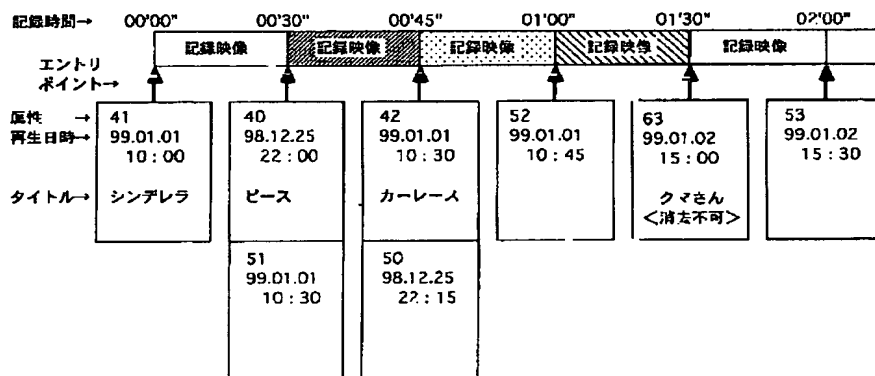 記録時間→ 00'00" 00'30" 00'45" 01'00" 01'30" 02'00"
記録映像 記録映像 記録映像 記録映像 記録映像
エントリ
ポイント→
属性 → 41 40 42 52 63 53
再生日時→ 99.01.01 98.12.25 99.01.01 99.01.01 99.01.02 99.01.02
10:00 22:00 10:30 10:45 15:00 15:30
タイトル→ シンデレラ ピース カーレース クマさん
<消去不可>
51 50
99.01.01 98.12.25
10:30 22:15